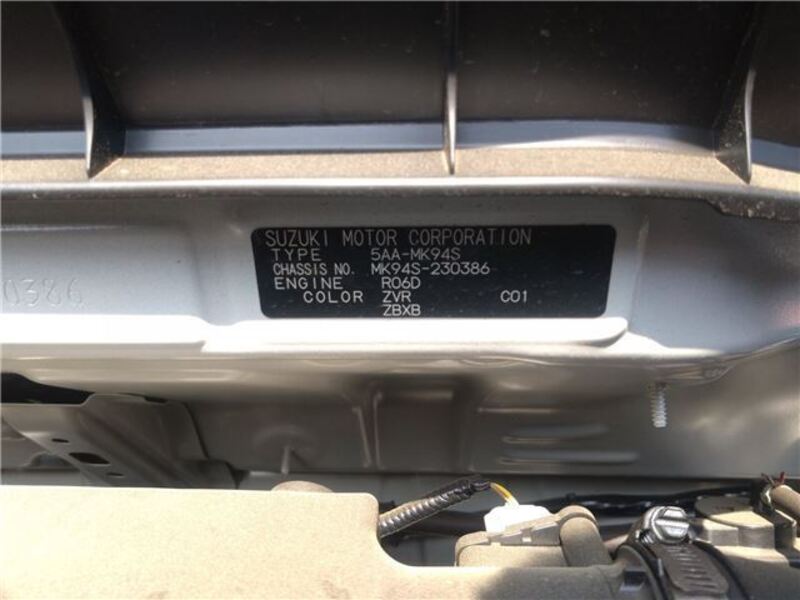 SUZUKI MOTOR CORPORATION
TYPE 5AA-MK94S
CHASSIS NO. MK94S-230386
ENGINE R06D
COLOR ZVR C01
ZBXB
0386